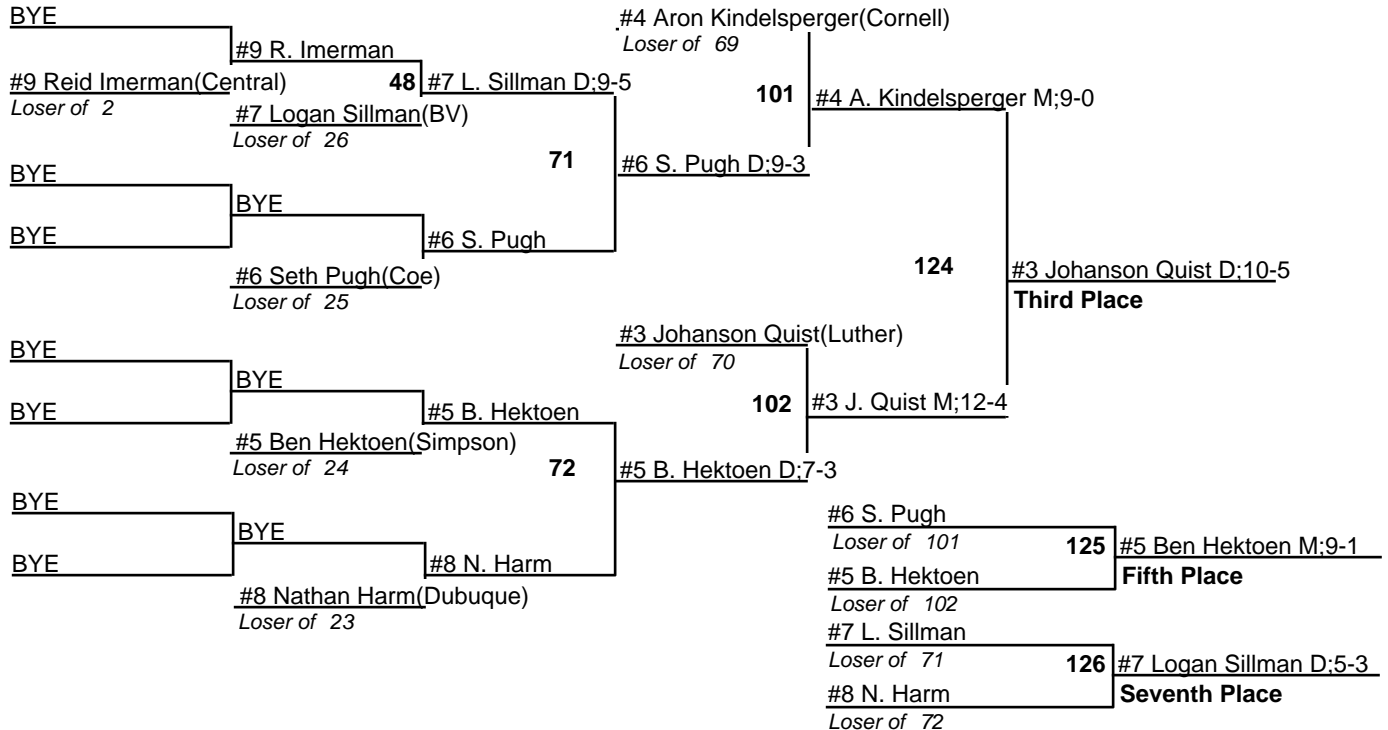 BYE
#9 R. Imerman
#9 Reid Imerman(Central)
Loser of 2
48
#7 L. Sillman D;9-5
#7 Logan Sillman(BV)
Loser of 26
71
BYE
BYE
BYE
#6 S. Pugh
#6 Seth Pugh(Coe)
Loser of 25
#4 Aron Kindelsperger(Cornell)
Loser of 69
101
#4 A. Kindelsperger M;9-0
#6 S. Pugh D;9-3
124
#3 Johanson Quist D;10-5
Third Place
BYE
BYE
BYE
#5 B. Hektoen
#5 Ben Hektoen(Simpson)
Loser of 24
72
BYE
BYE
BYE
#8 N. Harm
#8 Nathan Harm(Dubuque)
Loser of 23
#3 Johanson Quist(Luther)
Loser of 70
102
#3 J. Quist M;12-4
#5 B. Hektoen D;7-3
#6 S. Pugh
Loser of 101
125
#5 Ben Hektoen M;9-1
Fifth Place
#5 B. Hektoen
Loser of 102
#7 L. Sillman
Loser of 71
126
#7 Logan Sillman D;5-3
Seventh Place
#8 N. Harm
Loser of 72